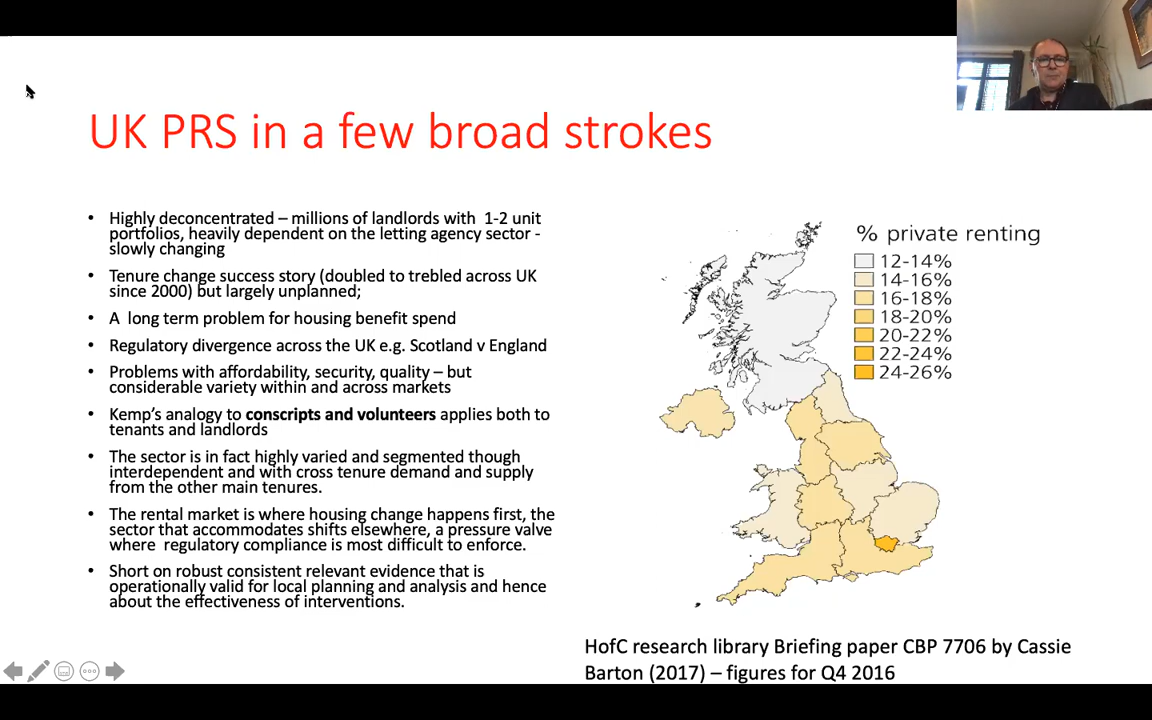 UK PRS in a few broad strokes
• Highly deconcentrated – millions of landlords with 1-2 unit
portfolios, heavily dependent on the letting agency sector -
slowly changing
• Tenure change success story (doubled to trebled across UK
since 2000) but largely unplanned;
• A long term problem for housing benefit spend
• Regulatory divergence across the UK e.g. Scotland v England
• Problems with affordability, security, quality – but
considerable variety within and across markets
• Kemp's analogy to conscripts and volunteers applies both to
tenants and landlords
• The sector is in fact highly varied and segmented though
interdependent and with cross tenure demand and supply
from the other main tenures.
• The rental market is where housing change happens first, the
sector that accommodates shifts elsewhere, a pressure valve
where regulatory compliance is most difficult to enforce.
• Short on robust consistent relevant evidence that is
operationally valid for local planning and analysis and hence
about the effectiveness of interventions.
% private renting
12-14%
14-16%
16-18%
18-20%
20-22%
22-24%
24-26%
HofC research library Briefing paper CBP 7706 by Cassie
Barton (2017) – figures for Q4 2016